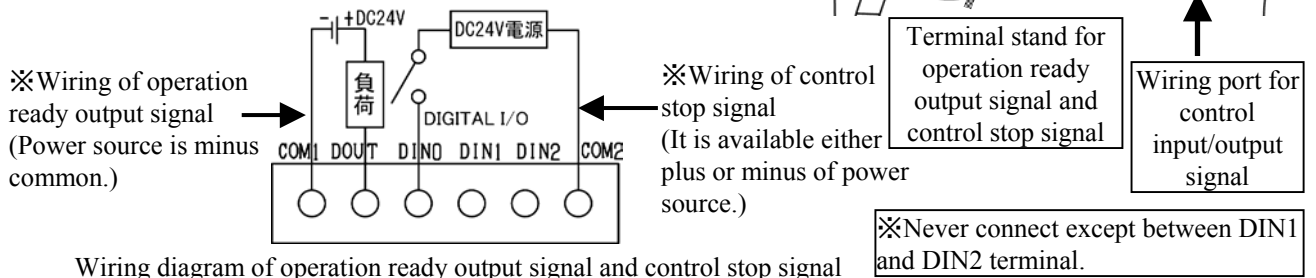 - +DC24V
DC24V電源
負荷
DIGITAL I/O
COM1 DOUT DIN0 DIN1 DIN2 COM2
※Wiring of operation
ready output signal
(Power source is minus
common.)
※Wiring of control
stop signal
(It is available either
plus or minus of power
source.)
Terminal stand for
operation ready
output signal and
control stop signal
Wiring port for
control
input/output
signal
※Never connect except between DIN1
and DIN2 terminal.
Wiring diagram of operation ready output signal and control stop signal